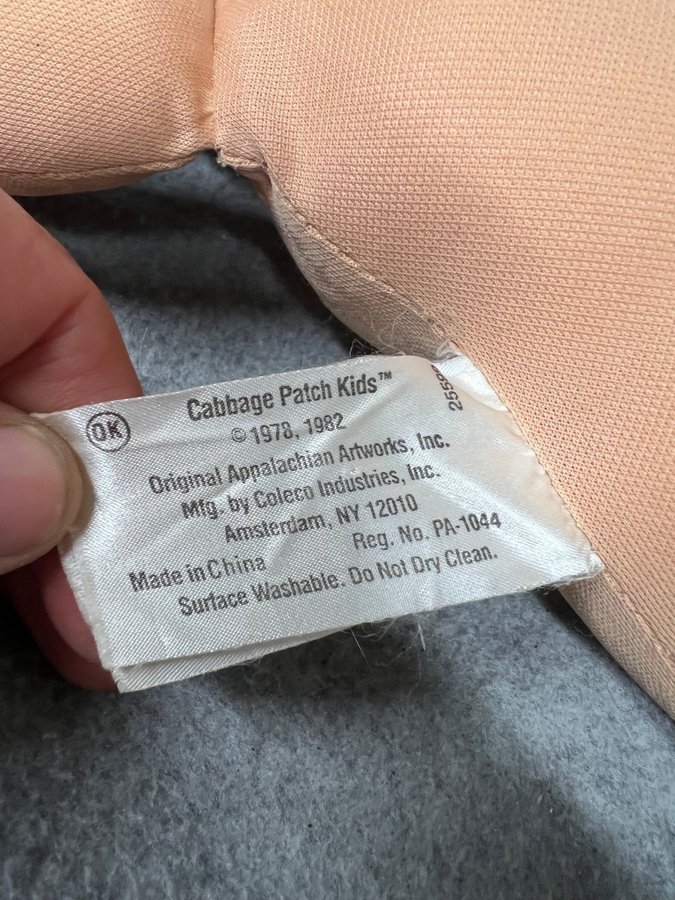 OK
Cabbage Patch Kids™
© 1978, 1982
Original Appalachian Artworks, Inc.
Mfg. by Coleco Industries, Inc.
Amsterdam, NY 12010
Reg. No. PA-1044
Made in China
Surface Washable. Do Not Dry Clean.